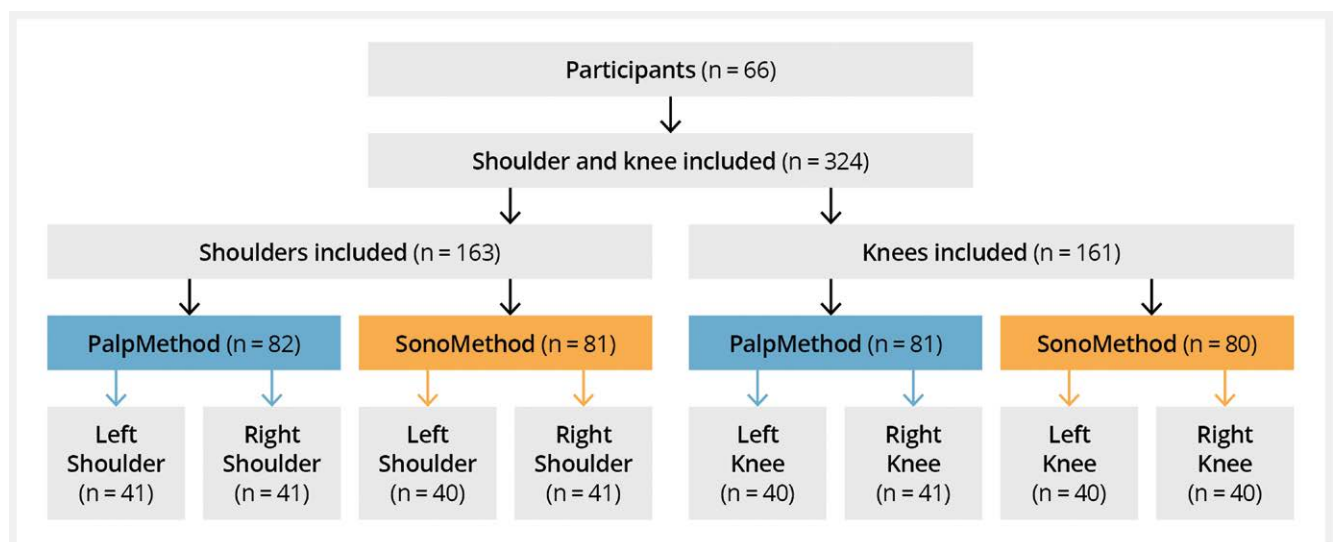 Participants (n = 66)
Shoulder and knee included (n = 324)
Shoulders included (n = 163)
Knees included (n = 161)
PalpMethod (n = 82)
SonoMethod (n = 81)
PalpMethod (n = 81)
SonoMethod (n = 80)
Left
Shoulder
(n = 41)
Right
Shoulder
(n = 41)
Left
Shoulder
(n = 40)
Right
Shoulder
(n = 41)
Left
Knee
(n = 40)
Right
Knee
(n = 41)
Left
Knee
(n = 40)
Right
Knee
(n = 40)